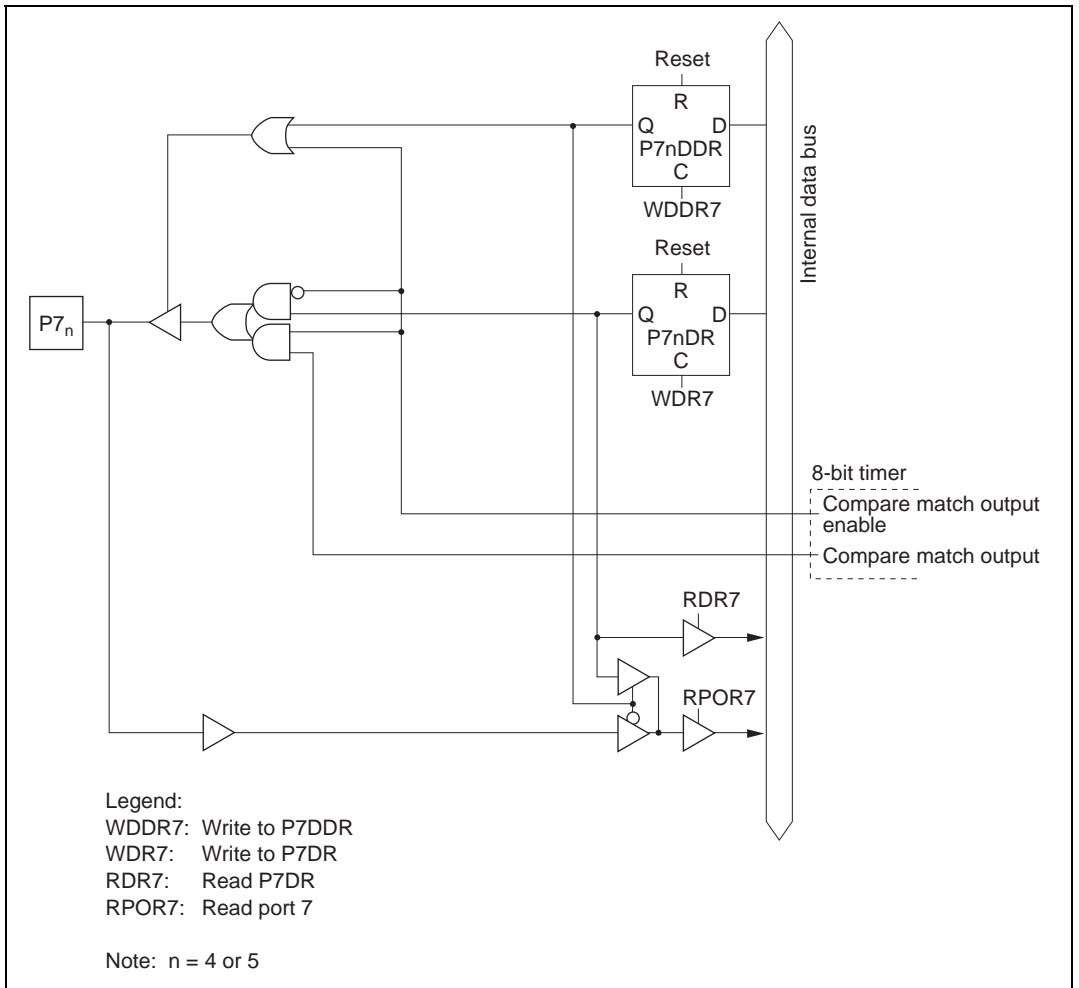 Reset
R
Q D
P7nDDR
C
WDDR7
Internal data bus
Reset
R
P7n
Q D
P7nDR
C
WDR7
8-bit timer
Compare match output
enable
Compare match output
RDR7
RPOR7
Legend:
WDDR7: Write to P7DDR
WDR7: Write to P7DR
RDR7: Read P7DR
RPOR7: Read port 7
Note: n = 4 or 5